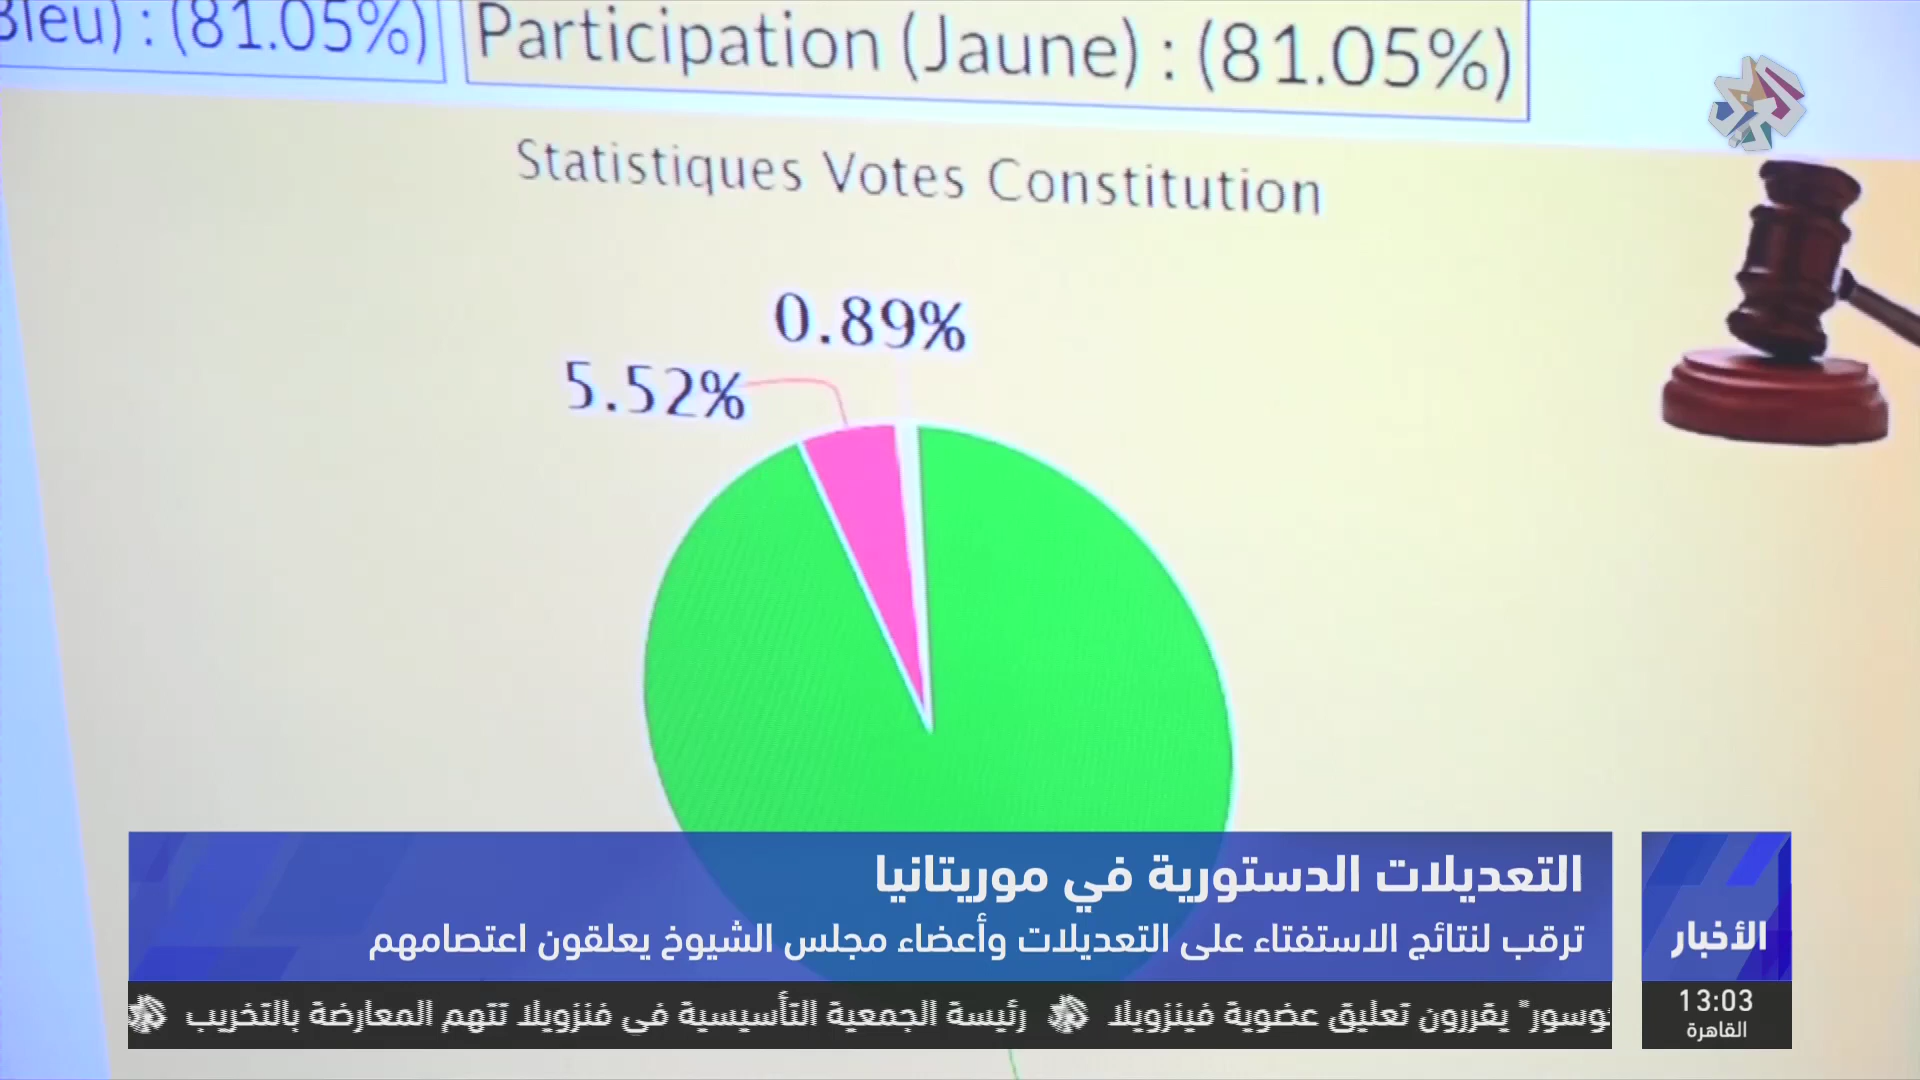 Bleu) : (81.05%)
Participation (Jaune) : (81.05%)
Statistiques Votes Constitution
0.89%
5.52%
التعديلات الدستورية في موريتانيا
ترقب لنتائج الاستفتاء على التعديلات وأعضاء مجلس الشيوخ يعلقون اعتصامهم
الأخبار
يقررون تعليق عضوية فينزويلا
رئيسة الجمعية التأسيسية في فنزويلا تتهم المعارضة بالتخريب
13:03
القاهرة